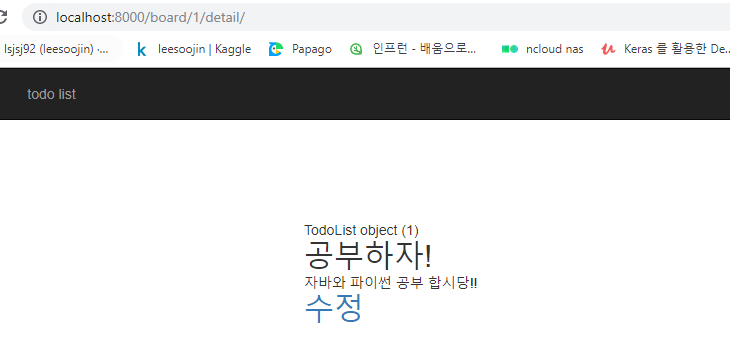 localhost:8000/board/1/detail/
lsjsj92 (leesoojin) ·... leesoojin | Kaggle Papago 인프런 - 배움으로... ncloud nas Keras 를 활용한 De...
todo list
TodoList object (1)
공부하자!
자바와 파이썬 공부 합시당!!
수정